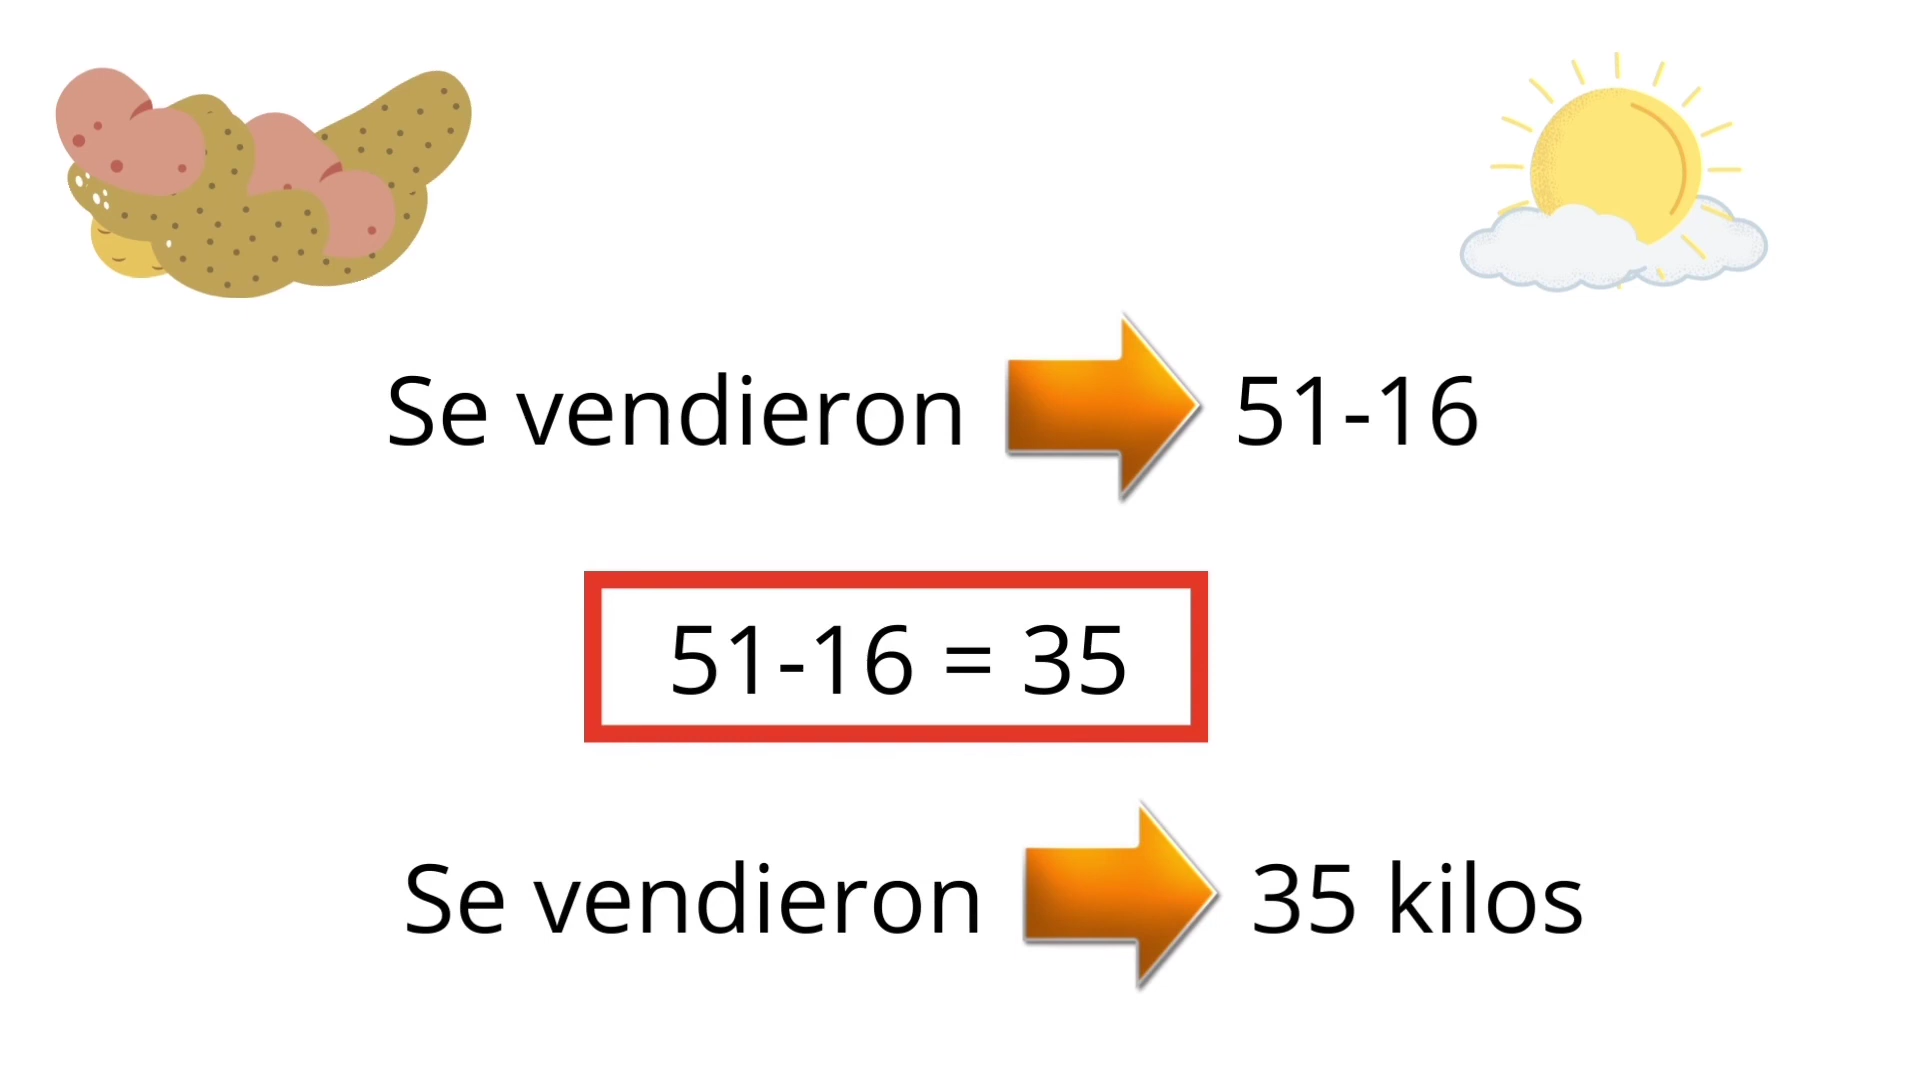 Se vendieron 51-16
51-16 = 35
Se vendieron 35 kilos